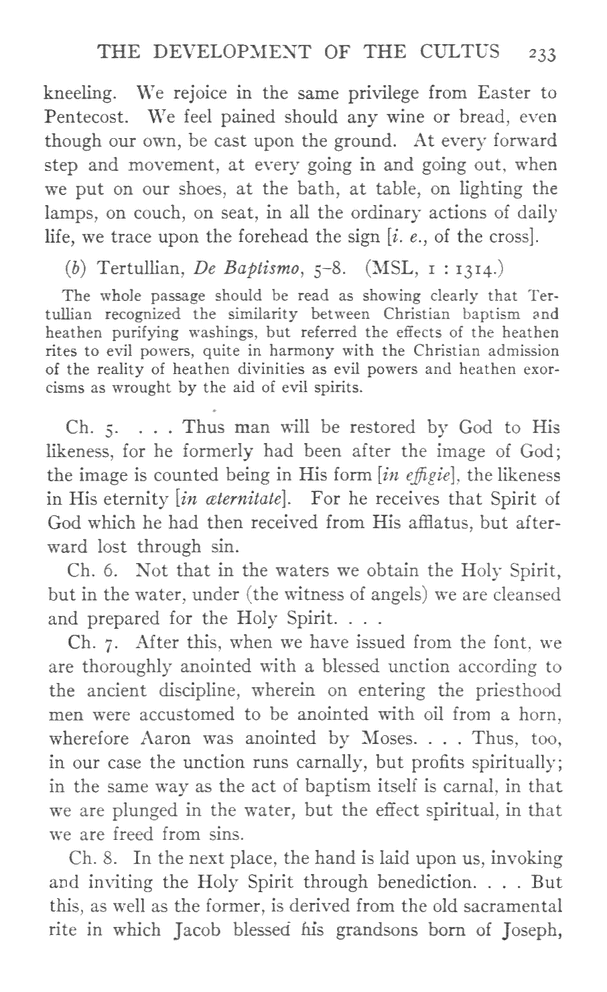 THE DEVELOPMENT OF THE CULTUS 233
kneeling. We rejoice in the same privilege from Easter to
Pentecost. We feel pained should any wine or bread, even
though our own, be cast upon the ground. At every forward
step and movement, at every going in and going out, when
we put on our shoes, at the bath, at table, on lighting the
lamps, on couch, on seat, in all the ordinary actions of daily
life, we trace upon the forehead the sign [i. e., of the cross].
(b) Tertullian, De Baptismo, 5–8. (MSL, 1 : 1314.)
The whole passage should be read as showing clearly that Ter-
tullian recognized the similarity between Christian baptism and
heathen purifying washings, but referred the effects of the heathen
rites to evil powers, quite in harmony with the Christian admission
of the reality of heathen divinities as evil powers and heathen exor-
cisms as wrought by the aid of evil spirits.
Ch. 5. . . . Thus man will be restored by God to His
likeness, for he formerly had been after the image of God;
the image is counted being in His form [in effigie], the likeness
in His eternity [in æternitate]. For he receives that Spirit of
God which he had then received from His afflatus, but after-
ward lost through sin.
Ch. 6. Not that in the waters we obtain the Holy Spirit,
but in the water, under (the witness of angels) we are cleansed
and prepared for the Holy Spirit. . . .
Ch. 7. After this, when we have issued from the font, we
are thoroughly anointed with a blessed unction according to
the ancient discipline, wherein on entering the priesthood
men were accustomed to be anointed with oil from a horn,
wherefore Aaron was anointed by Moses. . . . Thus, too,
in our case the unction runs carnally, but profits spiritually;
in the same way as the act of baptism itself is carnal, in that
we are plunged in the water, but the effect spiritual, in that
we are freed from sins.
Ch. 8. In the next place, the hand is laid upon us, invoking
and inviting the Holy Spirit through benediction. . . . But
this, as well as the former, is derived from the old sacramental
rite in which Jacob blessed his grandsons born of Joseph,